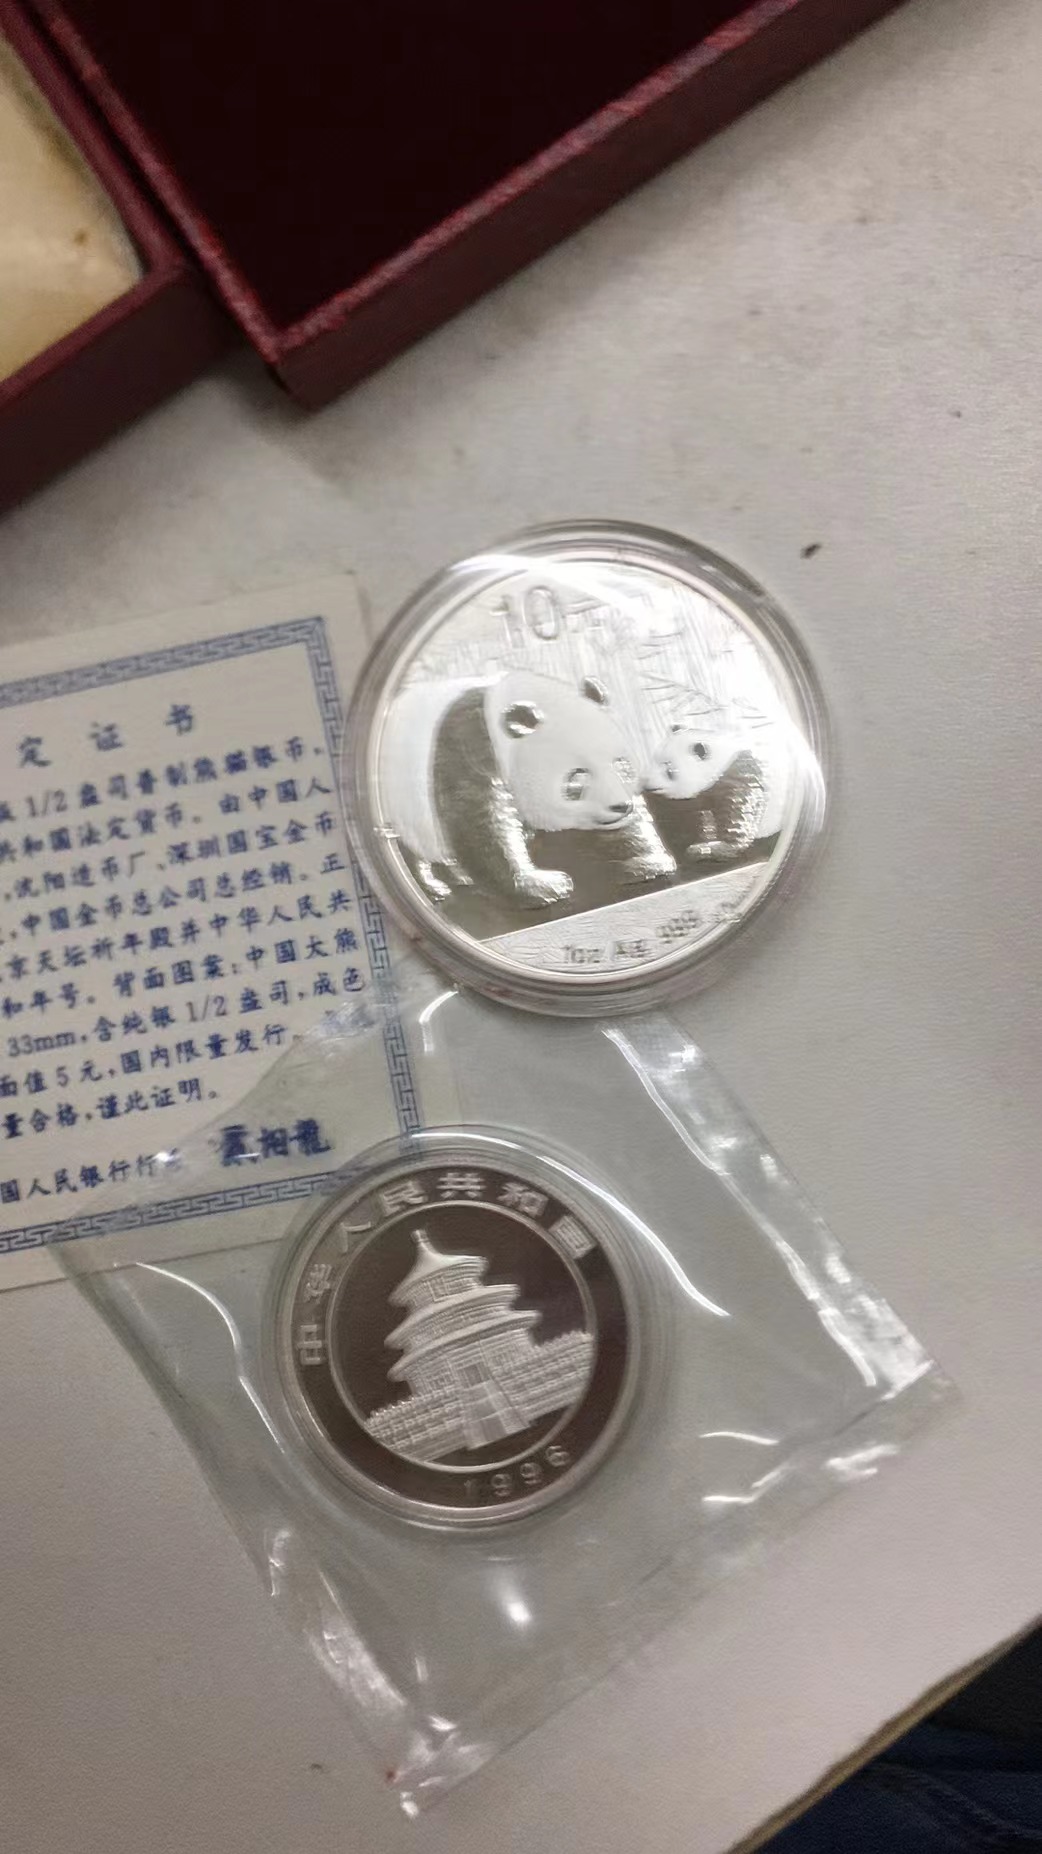 定证书
1/2盎司普制熊猫银币。
共和国法定货币。由中国人
,沈阳造币厂、深圳国宝金币
,中国金币总公司总经销。正
京天坛祈年殿并中华人民共
和年号。背面图案:中国大熊
33mm,含纯银1/2盎司,成色
面值5元,国内限量发行。
量合格,谨此证明。
国人民银行行
10元
1oz Ag .999
中华人民共和国
1996